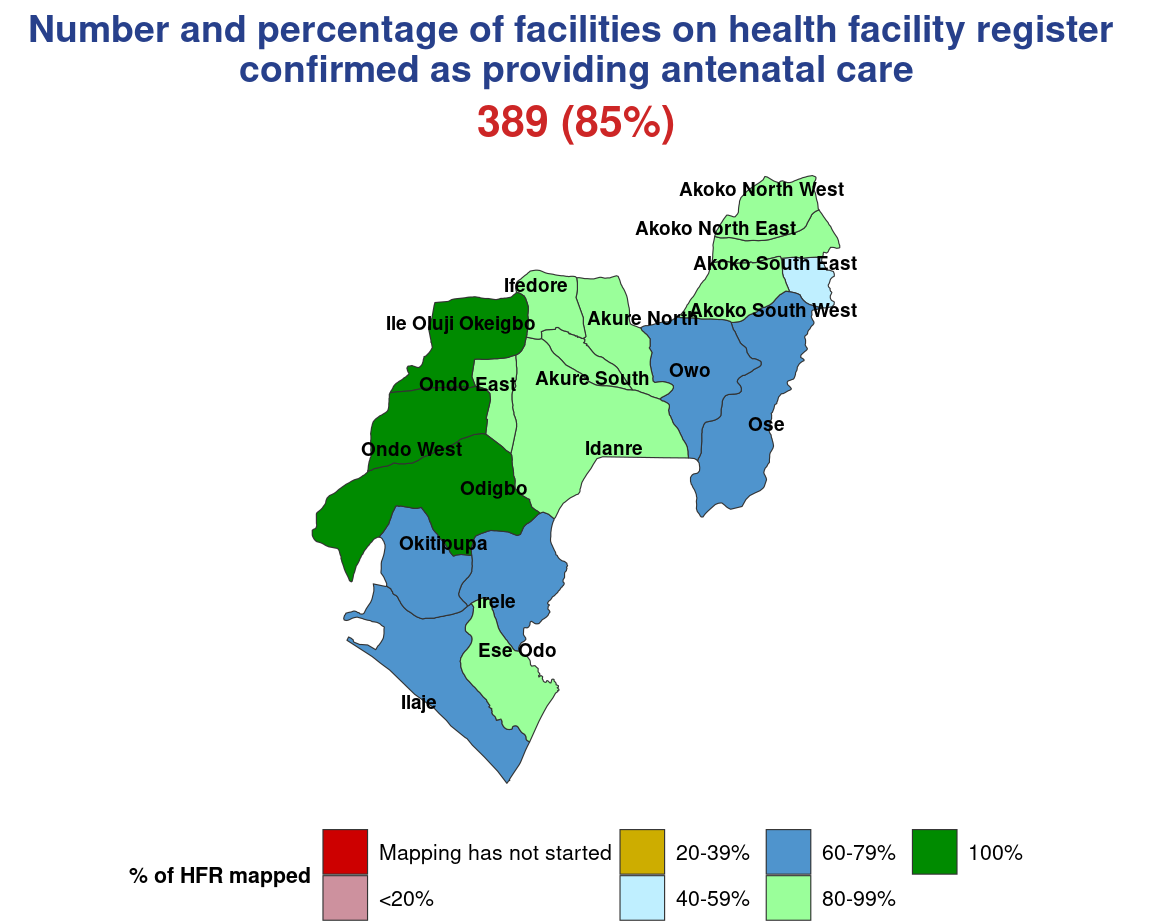 Number and percentage of facilities on health facility register
confirmed as providing antenatal care
389 (85%)
Akoko North West
Akoko North East
Akoko South East
Ifedore
Akoko South West
Akure North
Ile Oluji Okeigbo
Owo
Akure South
Ondo East
Ose
Idanre
Ondo West
Odigbo
Okitipupa
Irele
Ese Odo
Ilaje
% of HFR mapped
Mapping has not started
<20%
20-39%
40-59%
60-79%
80-99%
100%